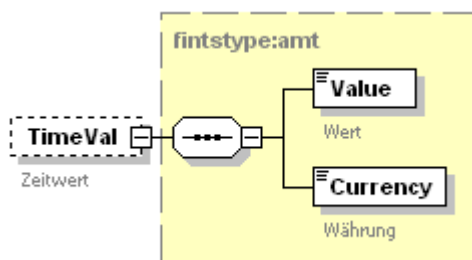 fintstype:amt
Value
Wert
TimeVal
Zeitwert
Currency
Währung